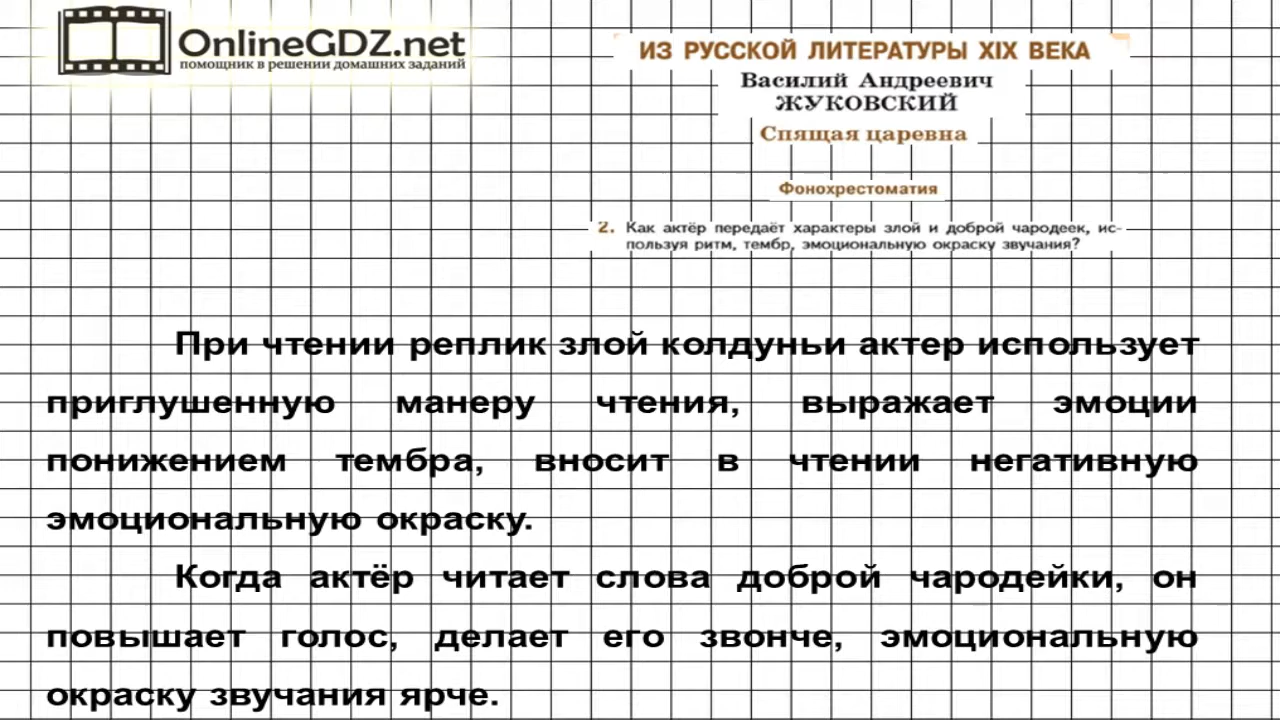 OnlineGDZ.net
помощник в решении домашних заданий
ИЗ РУССКОЙ ЛИТЕРАТУРЫ XIX ВЕКА
Василий Андреевич
ЖУКОВСКИЙ
Спящая царевна
Фонохрестоматия
2. Как актёр передаёт характеры злой и доброй чародеек, ис-
пользуя ритм, тембр, эмоциональную окраску звучания?
При чтении реплик злой колдуньи актер использует
приглушенную манеру чтения, выражает эмоции
понижением тембра, вносит в чтении негативную
эмоциональную окраску.
Когда актёр читает слова доброй чародейки, он
повышает голос, делает его звонче, эмоциональную
окраску звучания ярче.